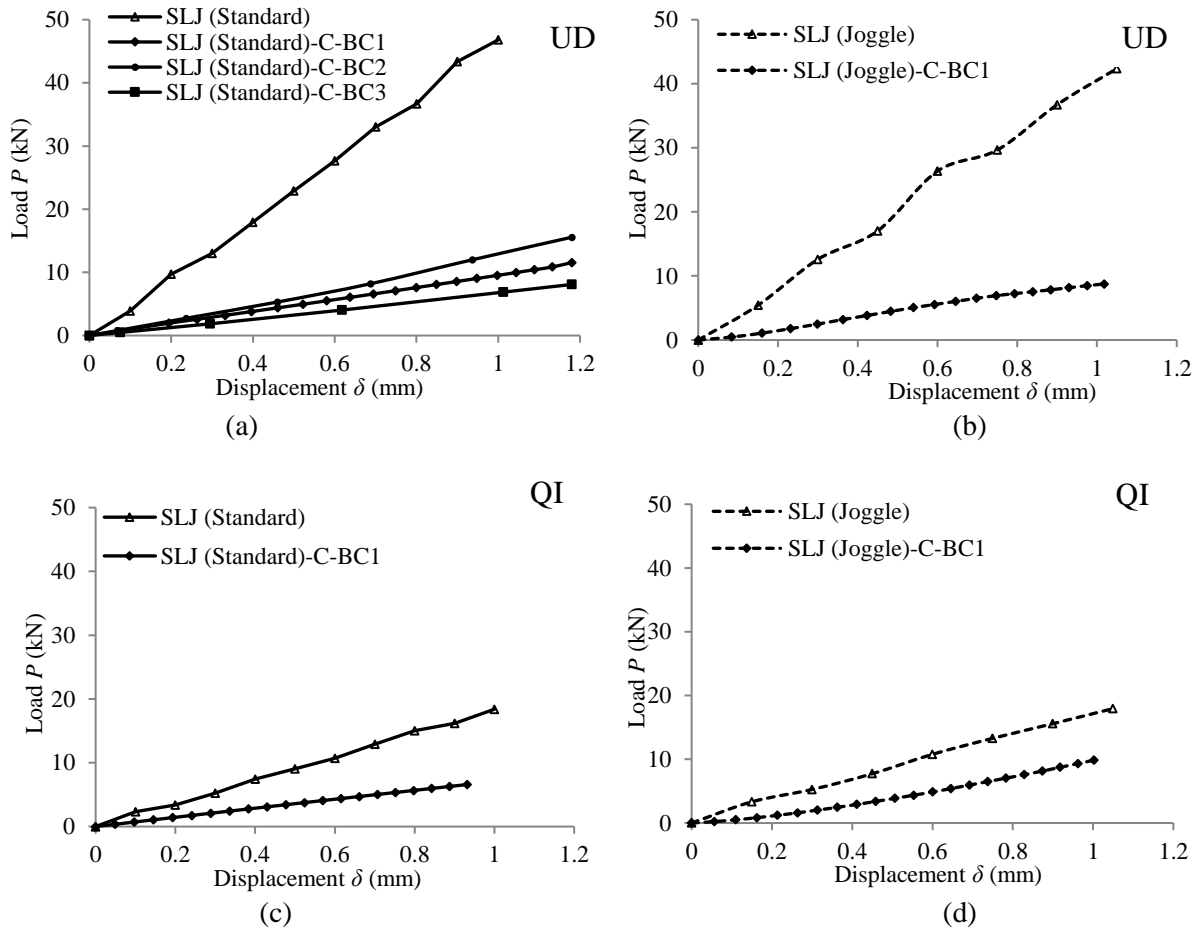 SLJ (Standard)
SLJ (Standard)-C-BC1
SLJ (Standard)-C-BC2
SLJ (Standard)-C-BC3
UD
50
40
30
20
10
0
Load P (kN)
0 0.2 0.4 0.6 0.8 1 1.2
Displacement δ (mm)
(a)
SLJ (Joggle)
SLJ (Joggle)-C-BC1
UD
50
40
30
20
10
0
Load P (kN)
0 0.2 0.4 0.6 0.8 1 1.2
Displacement δ (mm)
(b)
SLJ (Standard)
SLJ (Standard)-C-BC1
QI
50
40
30
20
10
0
Load P (kN)
0 0.2 0.4 0.6 0.8 1 1.2
Displacement δ (mm)
(c)
SLJ (Joggle)
SLJ (Joggle)-C-BC1
QI
50
40
30
20
10
0
Load P (kN)
0 0.2 0.4 0.6 0.8 1 1.2
Displacement δ (mm)
(d)